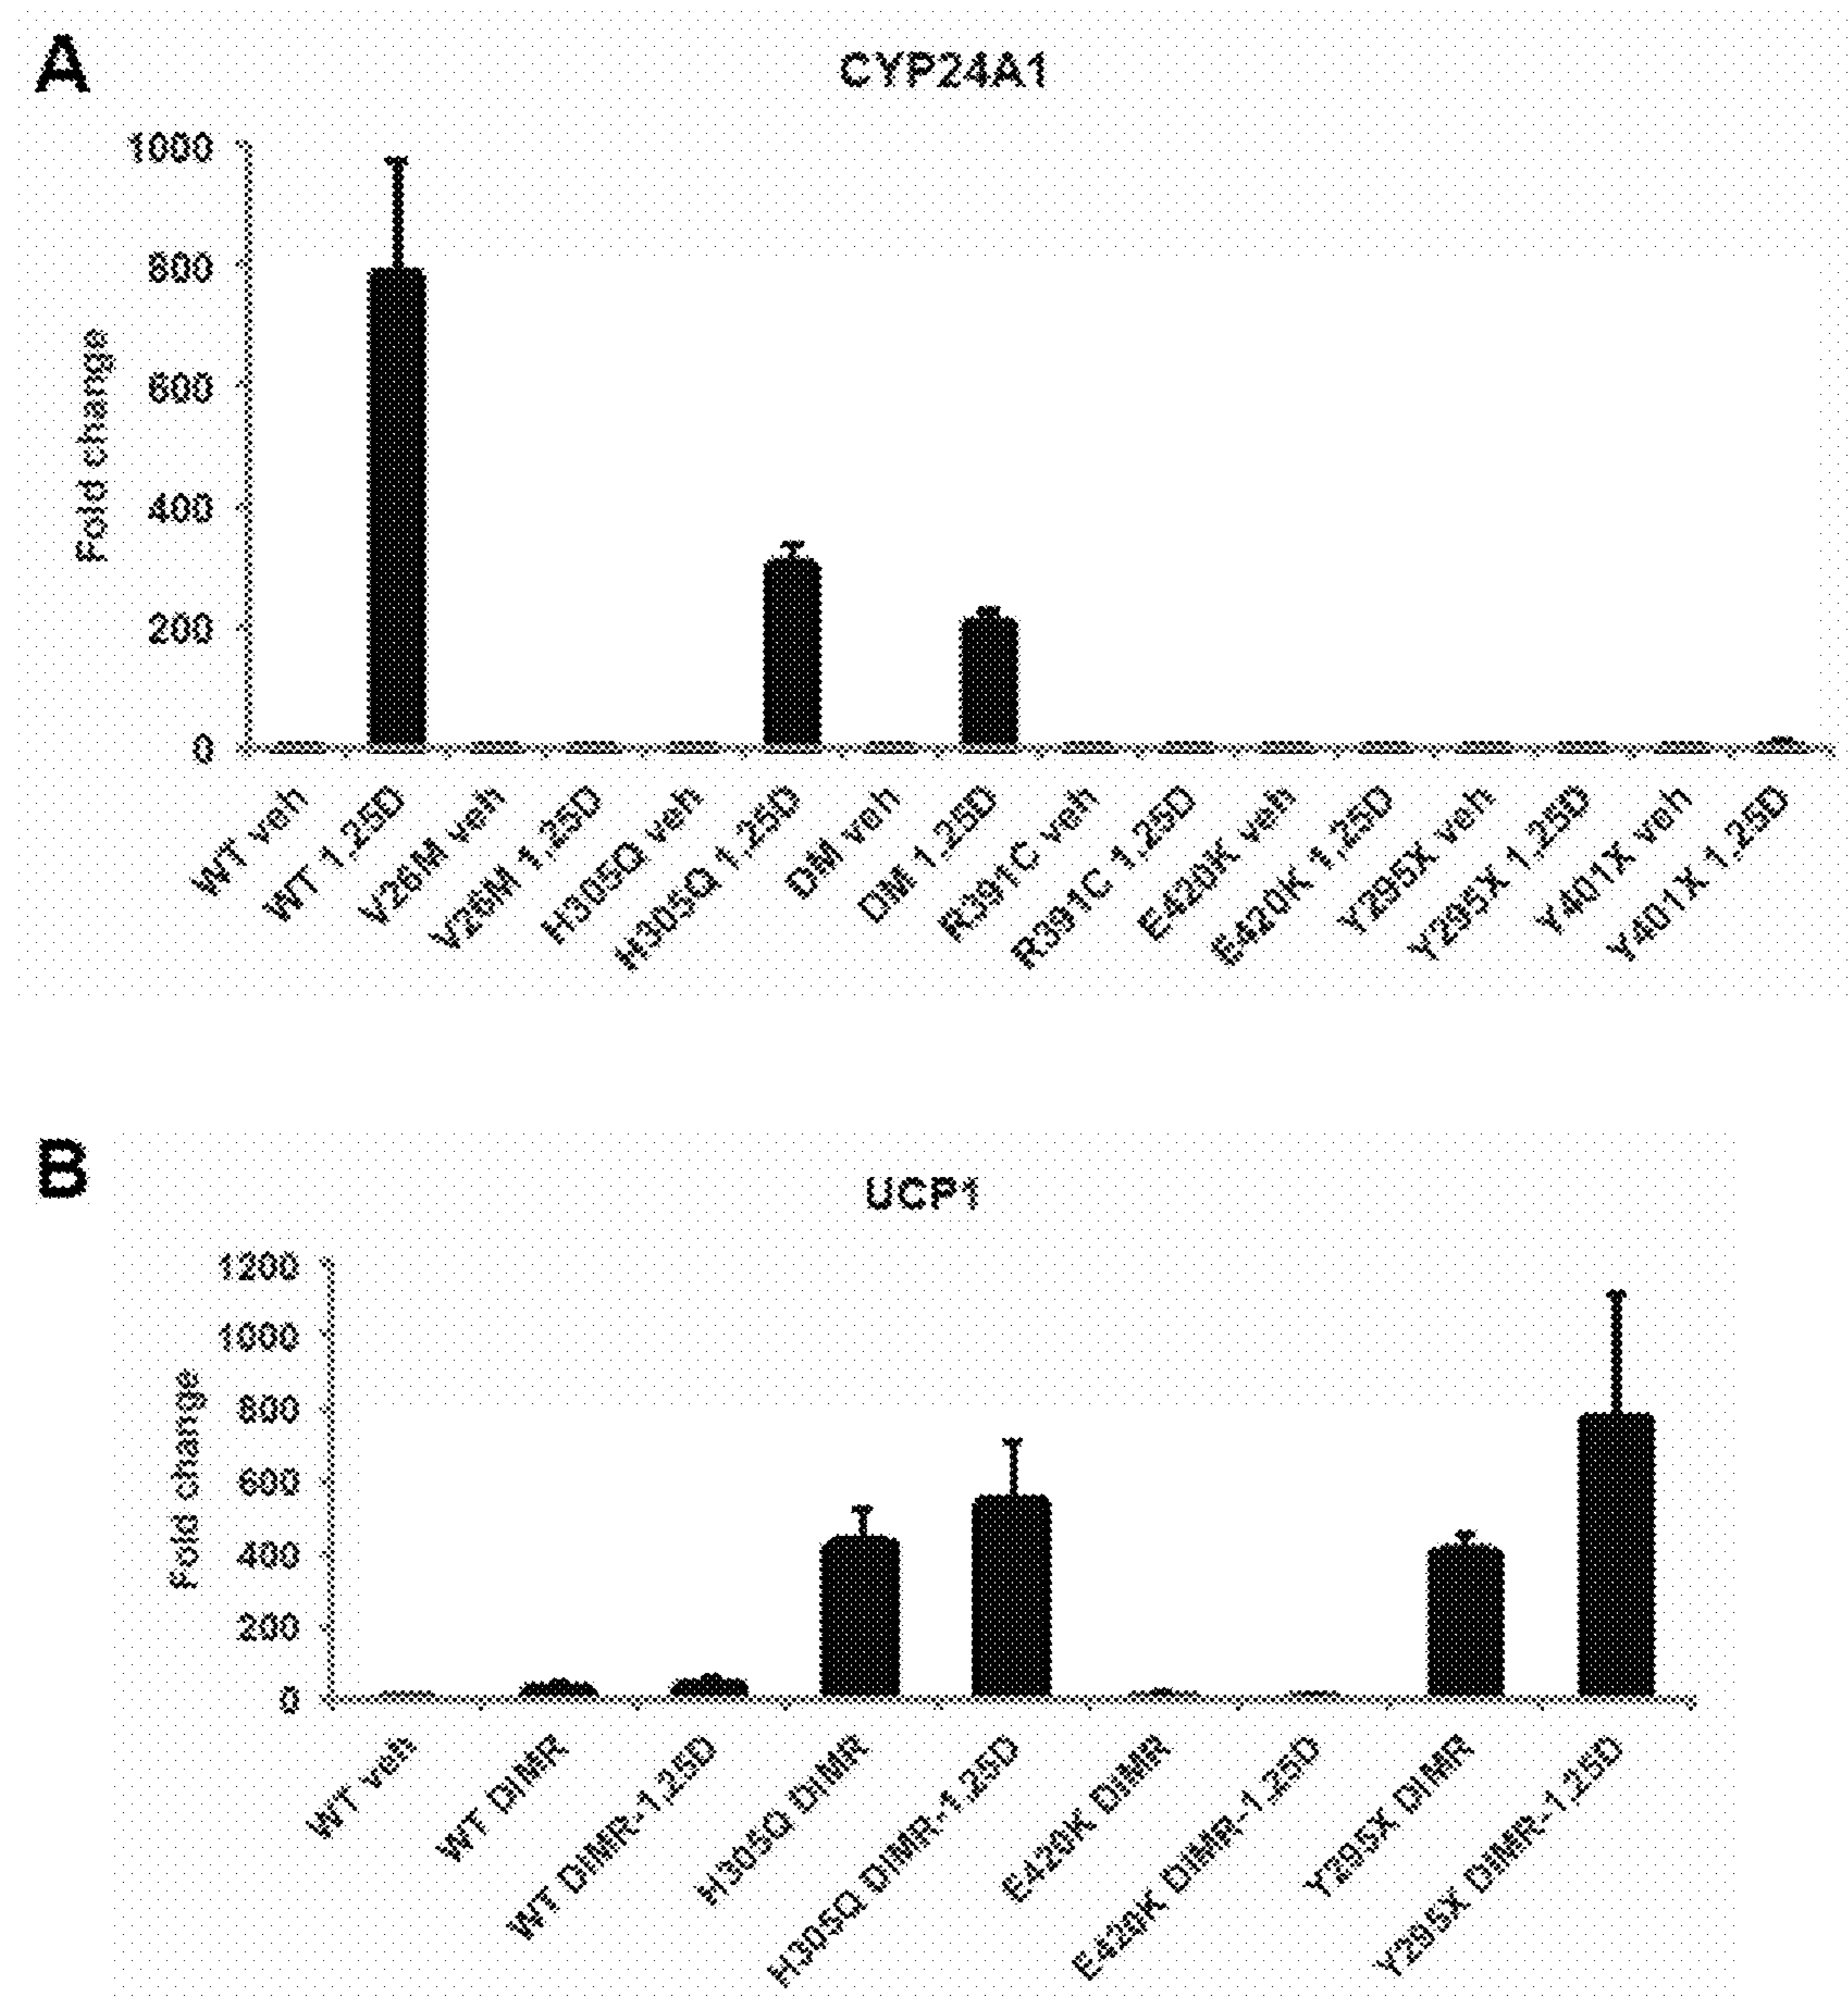 A
CYP24A1
1000
800
600
400
200
0
Fold change
WT veh
WT 1,25D
V26M veh
V26M 1,25D
H305Q veh
H305Q 1,25D
DM veh
DM 1,25D
R391C veh
R391C 1,25D
E420K veh
E420K 1,25D
Y295X veh
Y295X 1,25D
Y401X veh
Y401X 1,25D
B
UCP1
1200
1000
800
600
400
200
0
Fold change
WT veh
WT DIMR
WT DIMR-1,25D
H305Q DIMR
H305Q DIMR-1,25D
E420K DIMR
E420K DIMR-1,25D
Y295X DIMR
Y295X DIMR-1,25D